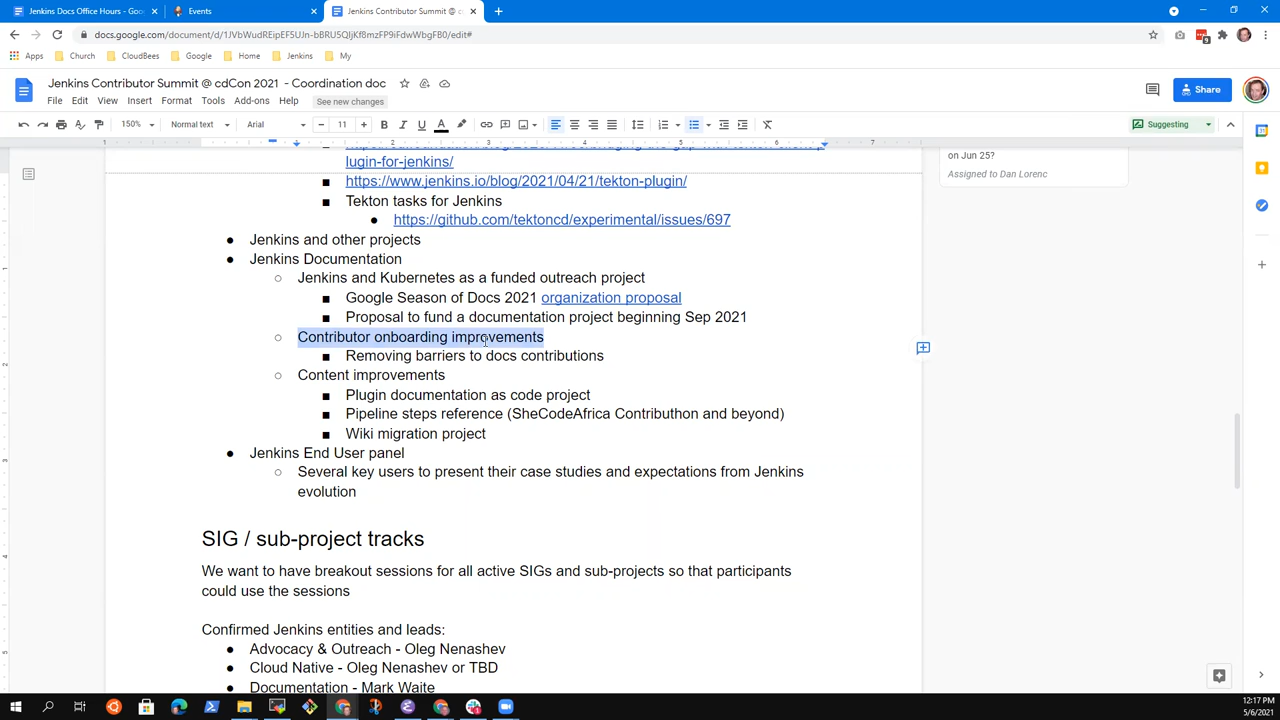 Jenkins Docs Office Hours - Goo
Events
Jenkins Contributor Summit @ c
docs.google.com/document/d/
Apps
Church
CloudBees
Google
Home
Jenkins
My
Jenkins Contributor Summit @ cdCon 2021 - Coordination doc
File Edit View Insert Format Tools Add-ons Help See new changes
Share
150% Normal text Arial 11 Suggesting
1 2 3 4 5 6 7
lugin-for-jenkins/
https://www.jenkins.io/blog/2021/04/21/tekton-plugin/
Tekton tasks for Jenkins
https://github.com/tektoncd/experimental/issues/697
on Jun 25?
Assigned to Dan Lorenc
Jenkins and other projects
Jenkins Documentation
Jenkins and Kubernetes as a funded outreach project
Google Season of Docs 2021 organization proposal
Proposal to fund a documentation project beginning Sep 2021
Contributor onboarding improvements
Removing barriers to docs contributions
Content improvements
Plugin documentation as code project
Pipeline steps reference (SheCodeAfrica Contributhon and beyond)
Wiki migration project
Jenkins End User panel
Several key users to present their case studies and expectations from Jenkins
evolution
SIG / sub-project tracks
We want to have breakout sessions for all active SIGs and sub-projects so that participants
could use the sessions
Confirmed Jenkins entities and leads:
Advocacy & Outreach - Oleg Nenashev
Cloud Native - Oleg Nenashev or TBD
Documentation - Mark Waite
12:17 PM
5/6/2021